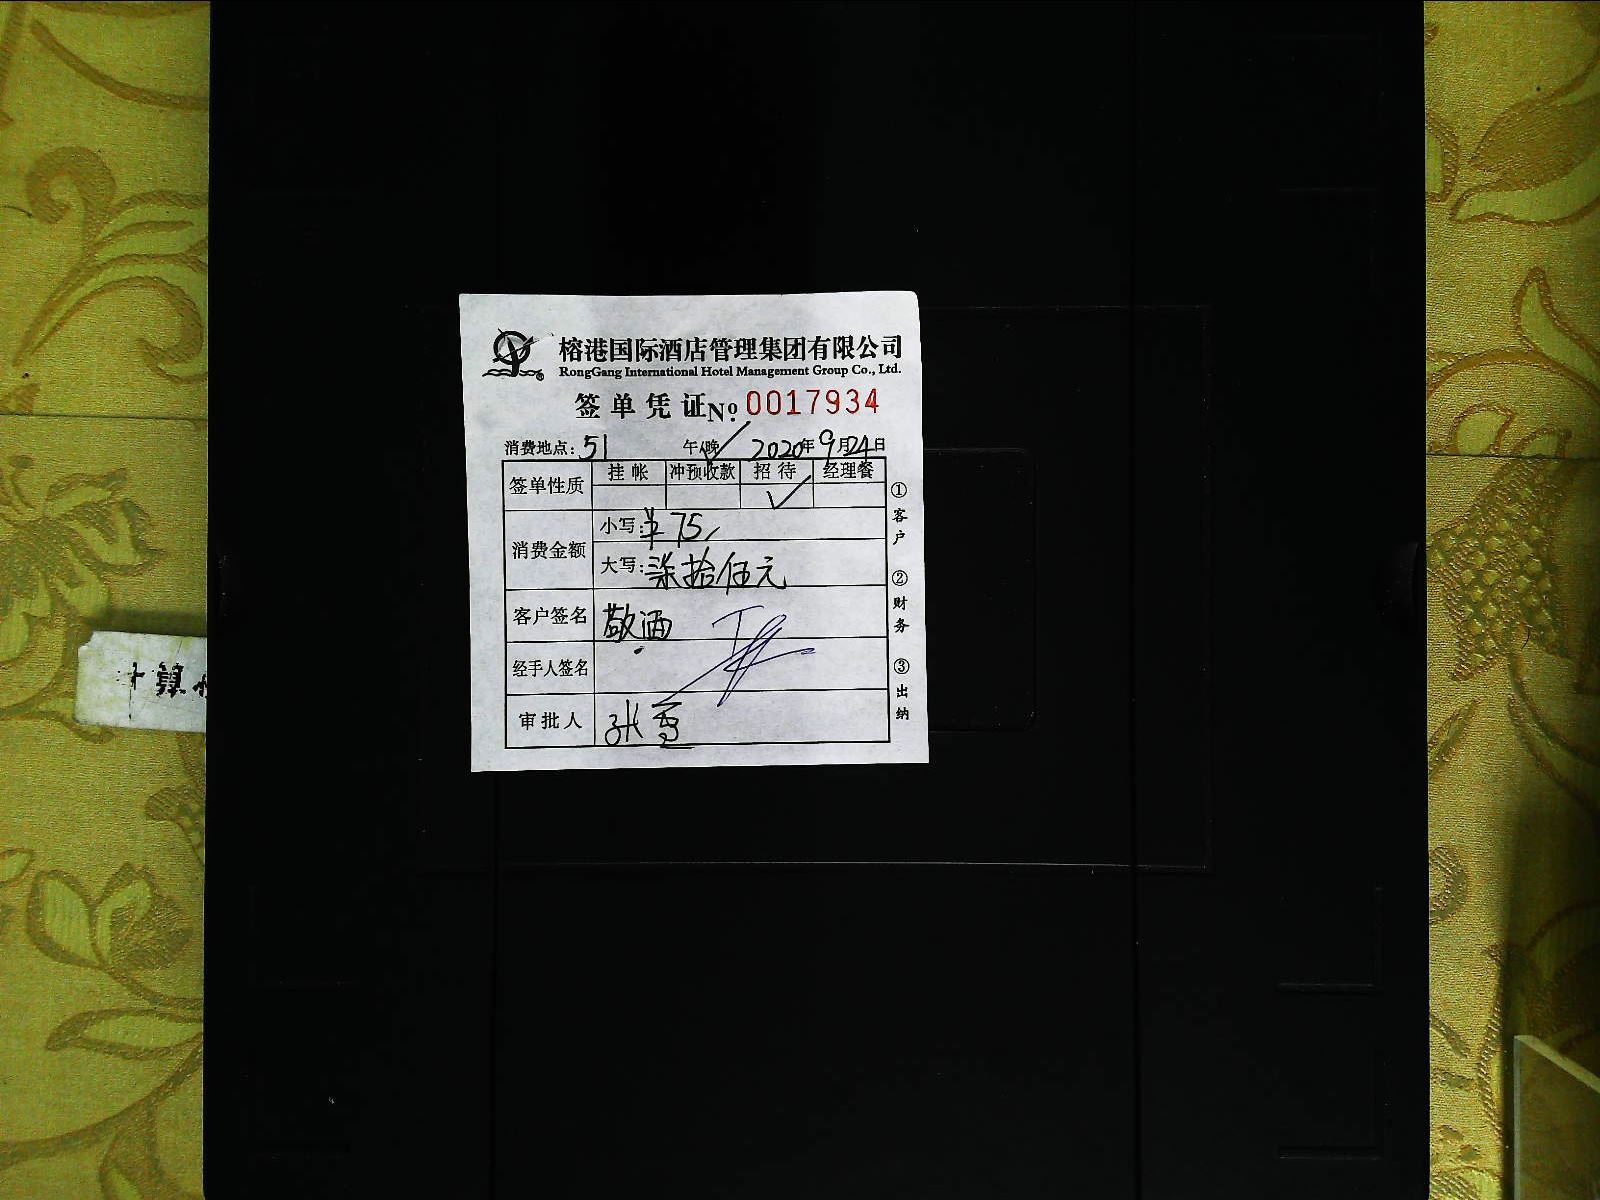 榕港国际酒店管理集团有限公司
RongGang International Hotel Management Group Co., Ltd.
签单凭证 No. 0017934
消费地点: 51 午/晚 2020年9月24日
签单性质 挂帐 冲预收款 招待 经理餐
✓
消费金额 小写: ¥75
大写: 柒拾伍元
客户签名 敬酒
经手人签名
审批人 张雪
①客户 ②财务 ③出纳